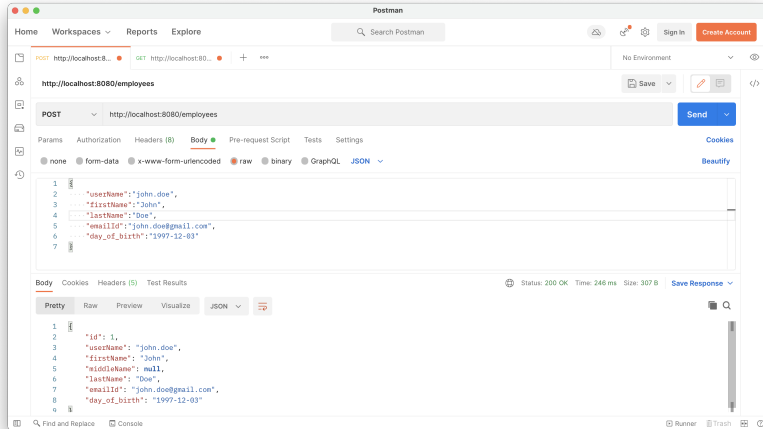 Postman
Home Workspaces Reports Explore Search Postman Sign In Create Account
POST http://localhost:8... GET http://localhost:80... No Environment
http://localhost:8080/employees Save
POST http://localhost:8080/employees Send
Params Authorization Headers (8) Body Pre-request Script Tests Settings Cookies
none form-data x-www-form-urlencoded raw binary GraphQL JSON Beautify
1 {
2 "userName":"john.doe",
3 "firstName":"John",
4 "lastName":"Doe",
5 "emailId":"john.doe@gmail.com",
6 "day_of_birth":"1997-12-03"
7 }
Body Cookies Headers (5) Test Results Status: 200 OK Time: 246 ms Size: 307 B Save Response
Pretty Raw Preview Visualize JSON
1 {
2 "id": 1,
3 "userName": "john.doe",
4 "firstName": "John",
5 "middleName": null,
6 "lastName": "Doe",
7 "emailId": "john.doe@gmail.com",
8 "day_of_birth": "1997-12-03"
9 }
Find and Replace Console Runner Trash